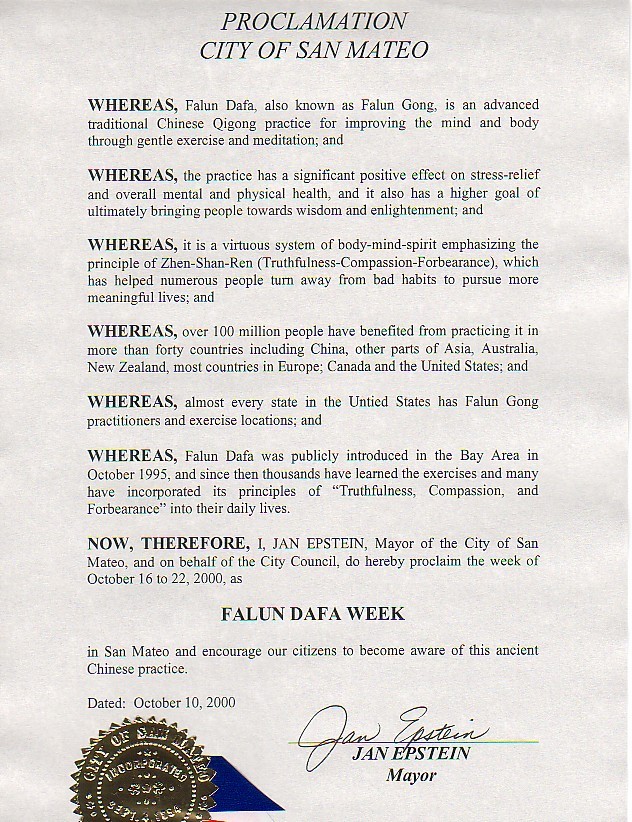 PROCLAMATION
CITY OF SAN MATEO
WHEREAS, Falun Dafa, also known as Falun Gong, is an advanced
traditional Chinese Qigong practice for improving the mind and body
through gentle exercise and meditation; and
WHEREAS, the practice has a significant positive effect on stress-relief
and overall mental and physical health, and it also has a higher goal of
ultimately bringing people towards wisdom and enlightenment; and
WHEREAS, it is a virtuous system of body-mind-spirit emphasizing the
principle of Zhen-Shan-Ren (Truthfulness-Compassion-Forbearance), which
has helped numerous people turn away from bad habits to pursue more
meaningful lives; and
WHEREAS, over 100 million people have benefited from practicing it in
more than forty countries including China, other parts of Asia, Australia,
New Zealand, most countries in Europe; Canada and the United States; and
WHEREAS, almost every state in the Untied States has Falun Gong
practitioners and exercise locations; and
WHEREAS, Falun Dafa was publicly introduced in the Bay Area in
October 1995, and since then thousands have learned the exercises and many
have incorporated its principles of “Truthfulness, Compassion, and
Forbearance” into their daily lives.
NOW, THEREFORE, I, JAN EPSTEIN, Mayor of the City of San
Mateo, and on behalf of the City Council, do hereby proclaim the week of
October 16 to 22, 2000, as
FALUN DAFA WEEK
in San Mateo and encourage our citizens to become aware of this ancient
Chinese practice.
Dated: October 10, 2000
Jan Epstein
JAN EPSTEIN
Mayor
CITY OF SAN MATEO
INCORPORATED
SEPT. 4, 1894